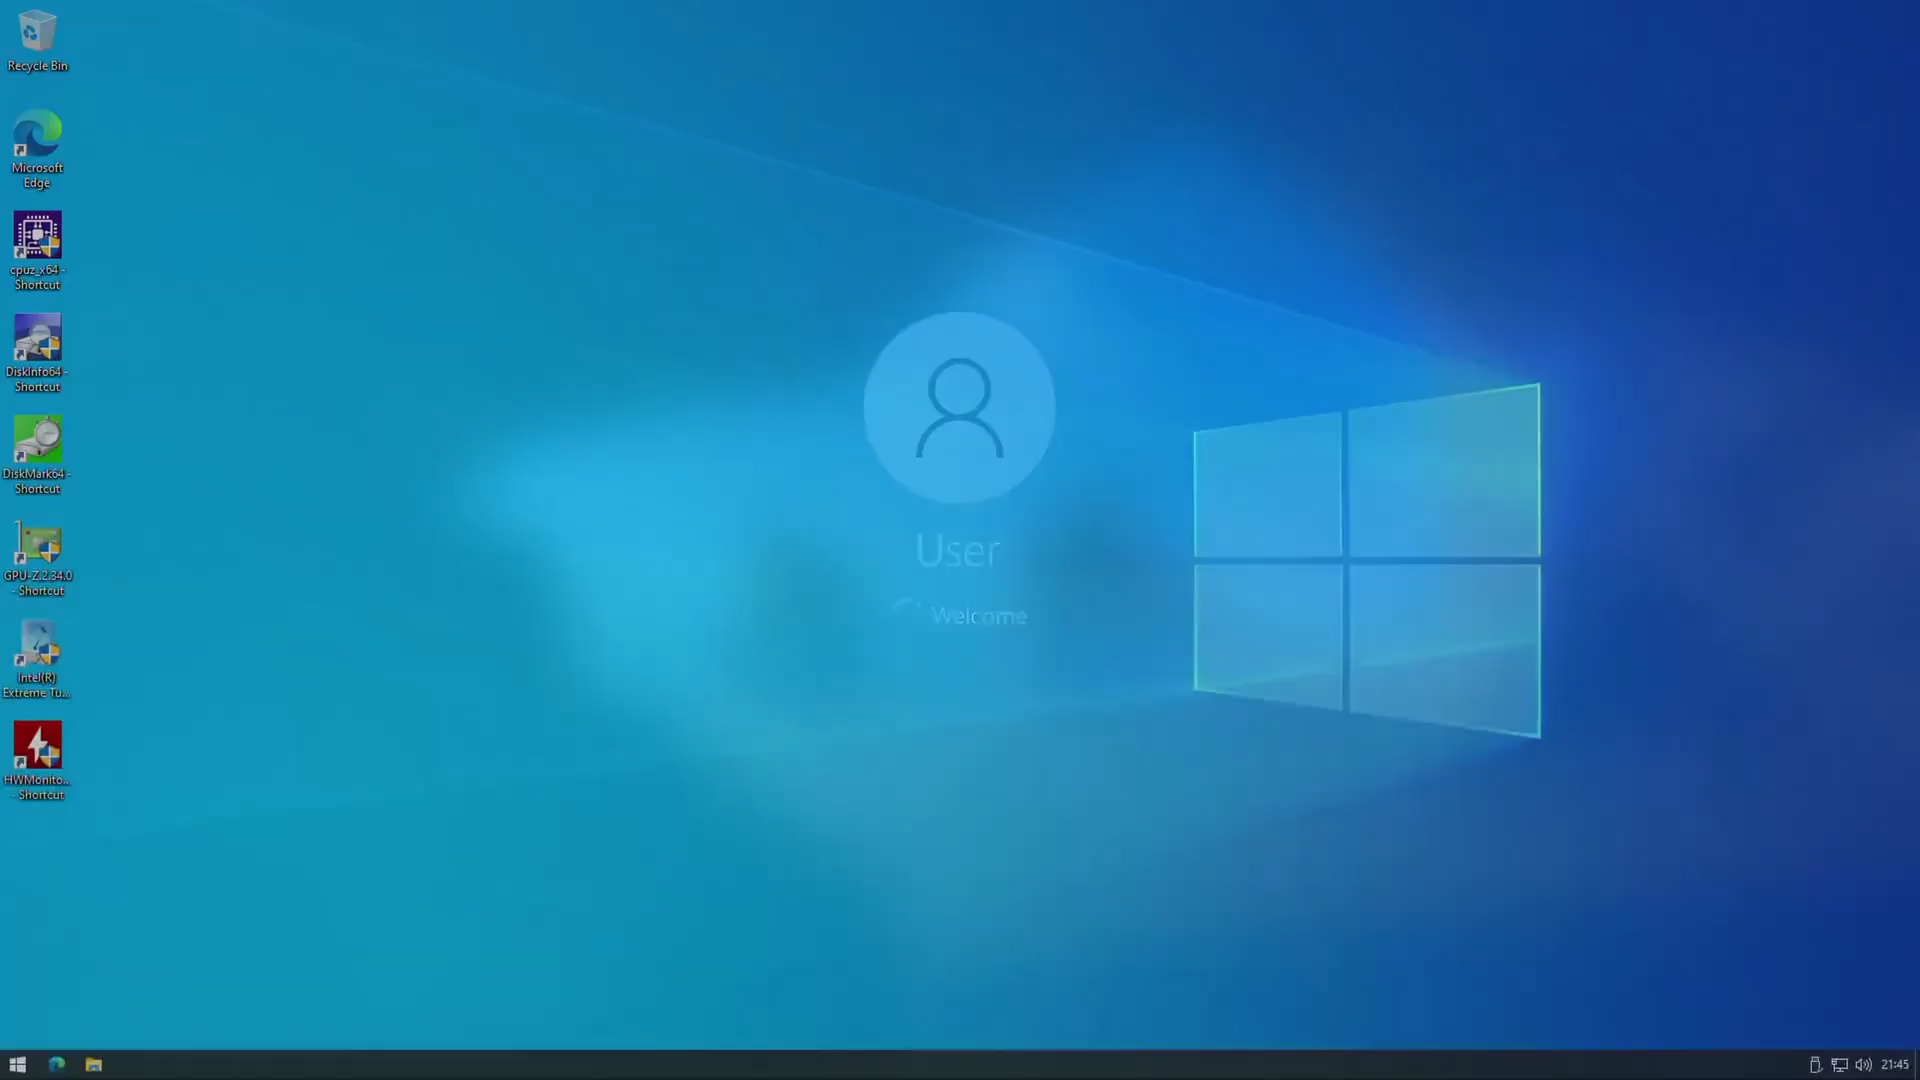 Recycle Bin
Microsoft
Edge
cpuz_x64 -
Shortcut
DiskInfo64 -
Shortcut
DiskMark64 -
Shortcut
GPU-Z.2.34.0
- Shortcut
Intel(R)
Extreme Tu...
HWMonito...
- Shortcut
User
Welcome
21:45